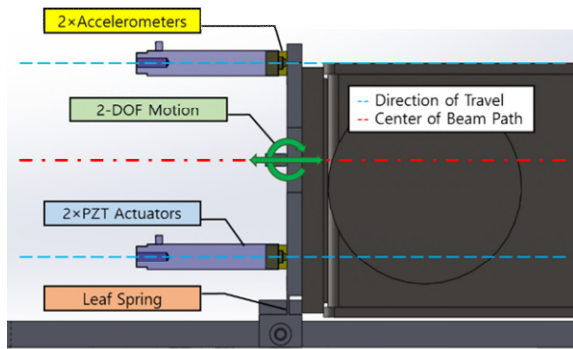 2×Accelerometers
2-DOF Motion
Direction of Travel
Center of Beam Path
2×PZT Actuators
Leaf Spring